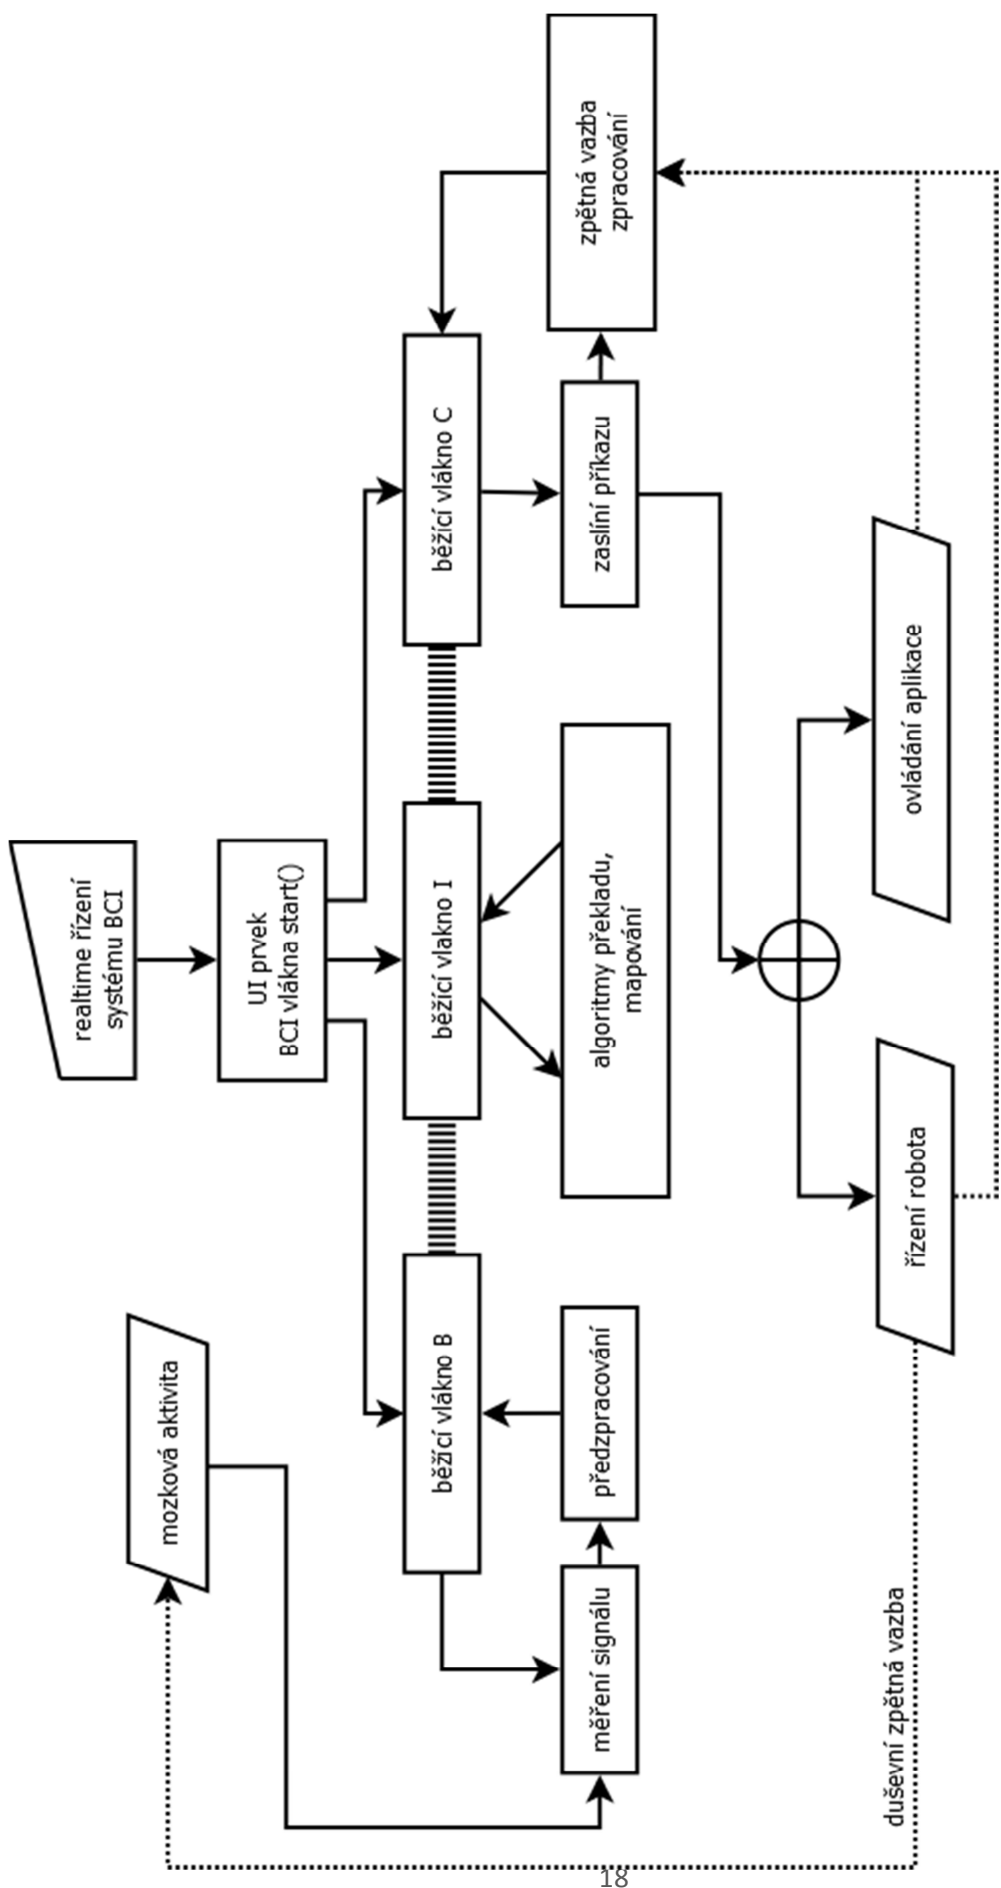 realtime řízení
systému BCI
UI prvek
BCI vlákna start()
mozková aktivita
běžící vlákno B
běžící vlakno I
běžící vlákno C
měření signálu
předzpracování
algoritmy překladu,
mapování
zaslíní příkazu
zpětná vazba
zpracování
řízení robota
ovládání aplikace
duševní zpětná vazba
18